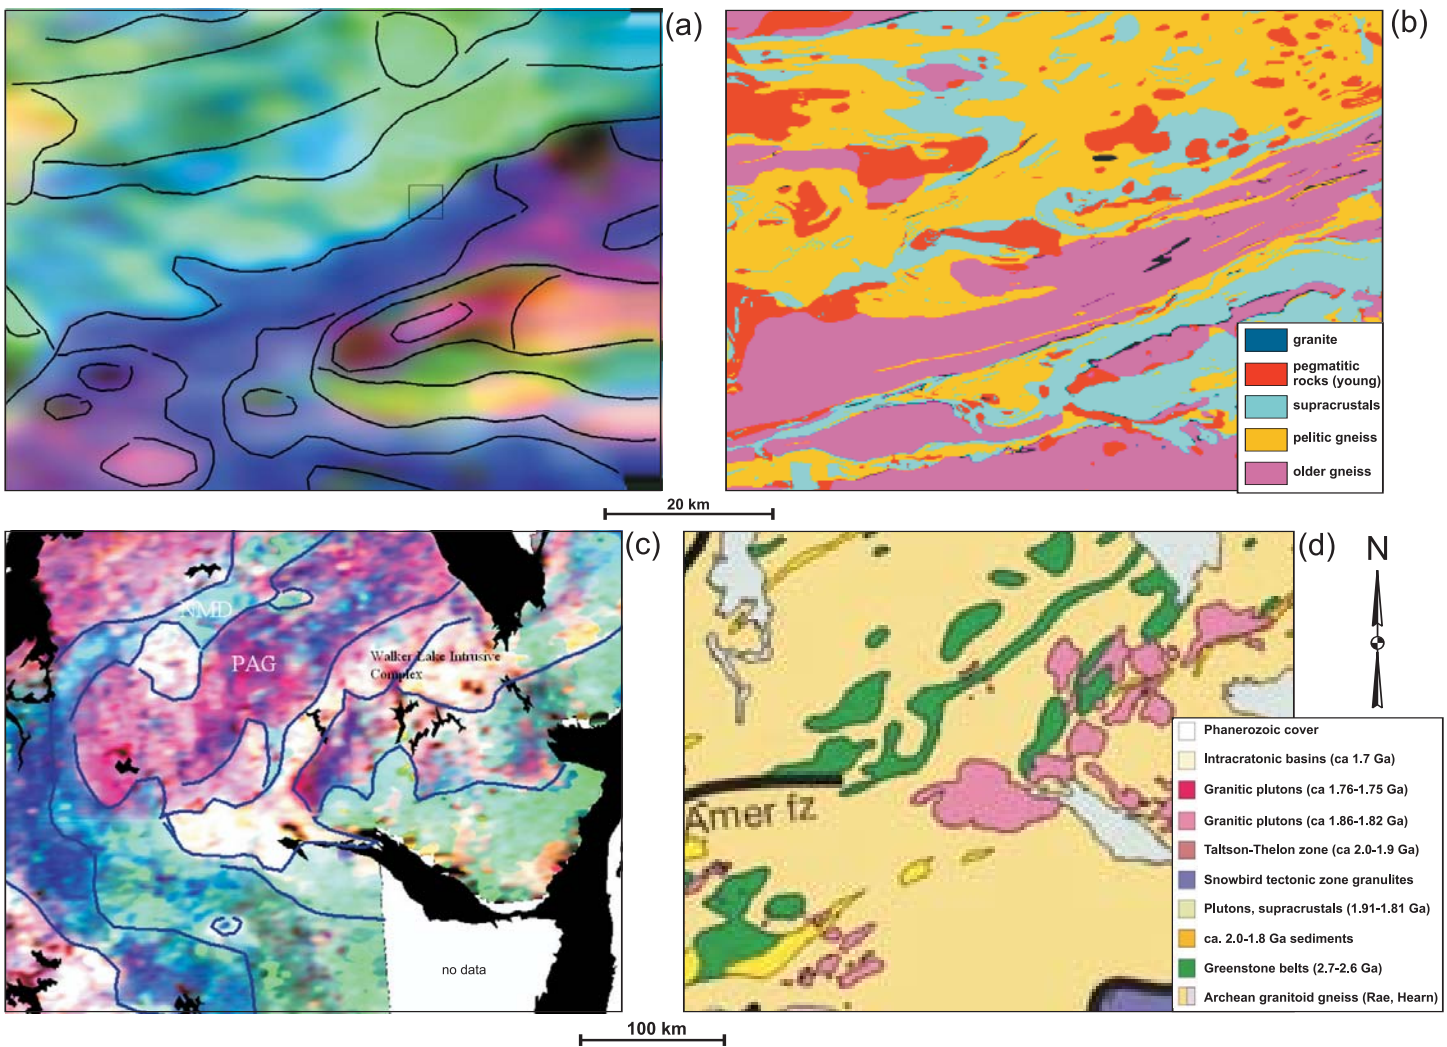 (a)
(b)
granite
pegmatitic
rocks (young)
supracrustals
pelitic gneiss
older gneiss
20 km
(c)
NMD
PAG
Walker Lake Intrusive
Complex
no data
(d)
Amer fz
N
Phanerozoic cover
Intracratonic basins (ca 1.7 Ga)
Granitic plutons (ca 1.76-1.75 Ga)
Granitic plutons (ca 1.86-1.82 Ga)
Taltson-Thelon zone (ca 2.0-1.9 Ga)
Snowbird tectonic zone granulites
Plutons, supracrustals (1.91-1.81 Ga)
ca. 2.0-1.8 Ga sediments
Greenstone belts (2.7-2.6 Ga)
Archean granitoid gneiss (Rae, Hearn)
100 km